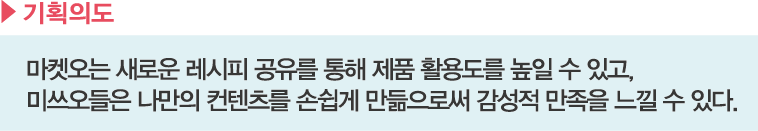 ▶ 기획의도
마켓오는 새로운 레시피 공유를 통해 제품 활용도를 높일 수 있고,
미쓰오들은 나만의 컨텐츠를 손쉽게 만듦으로써 감성적 만족을 느낄 수 있다.